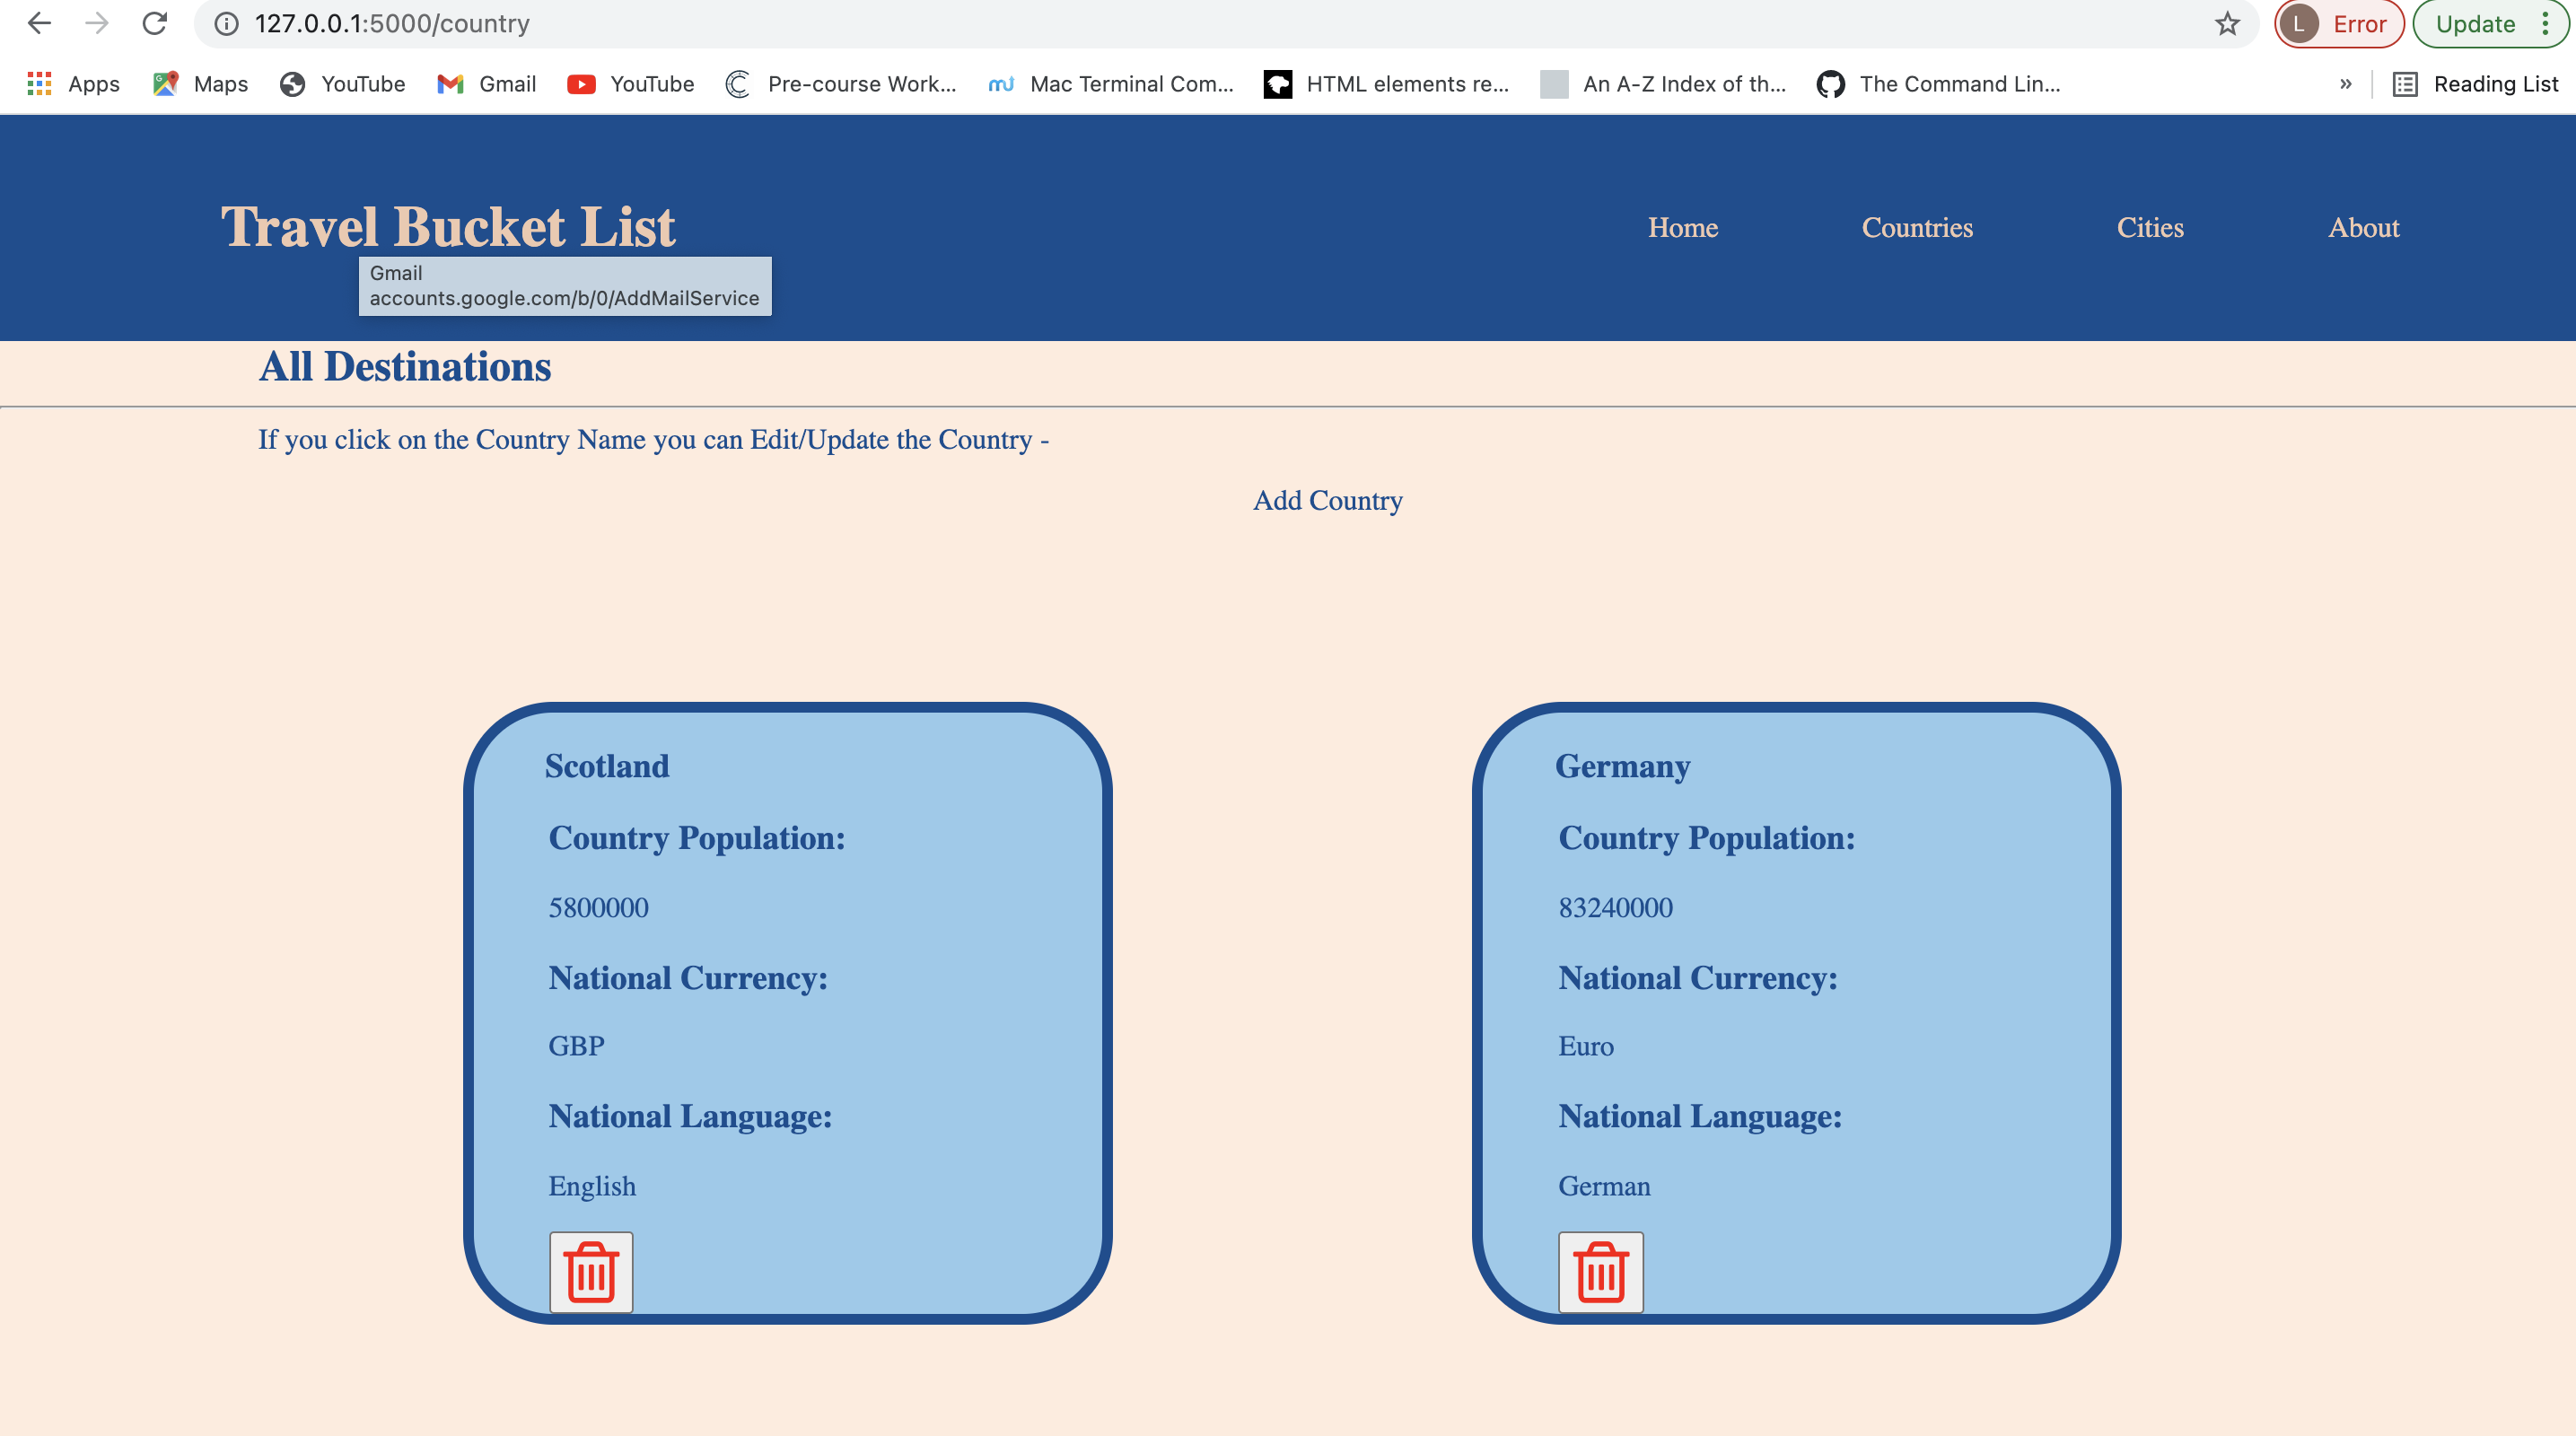 127.0.0.1:5000/country
L Error Update
Apps Maps YouTube Gmail YouTube Pre-course Work... Mac Terminal Com... HTML elements re... An A-Z Index of th... The Command Lin... » Reading List
Travel Bucket List Home Countries Cities About
Gmail
accounts.google.com/b/0/AddMailService
All Destinations
If you click on the Country Name you can Edit/Update the Country -
Add Country
Scotland
Country Population:
5800000
National Currency:
GBP
National Language:
English
Germany
Country Population:
83240000
National Currency:
Euro
National Language:
German